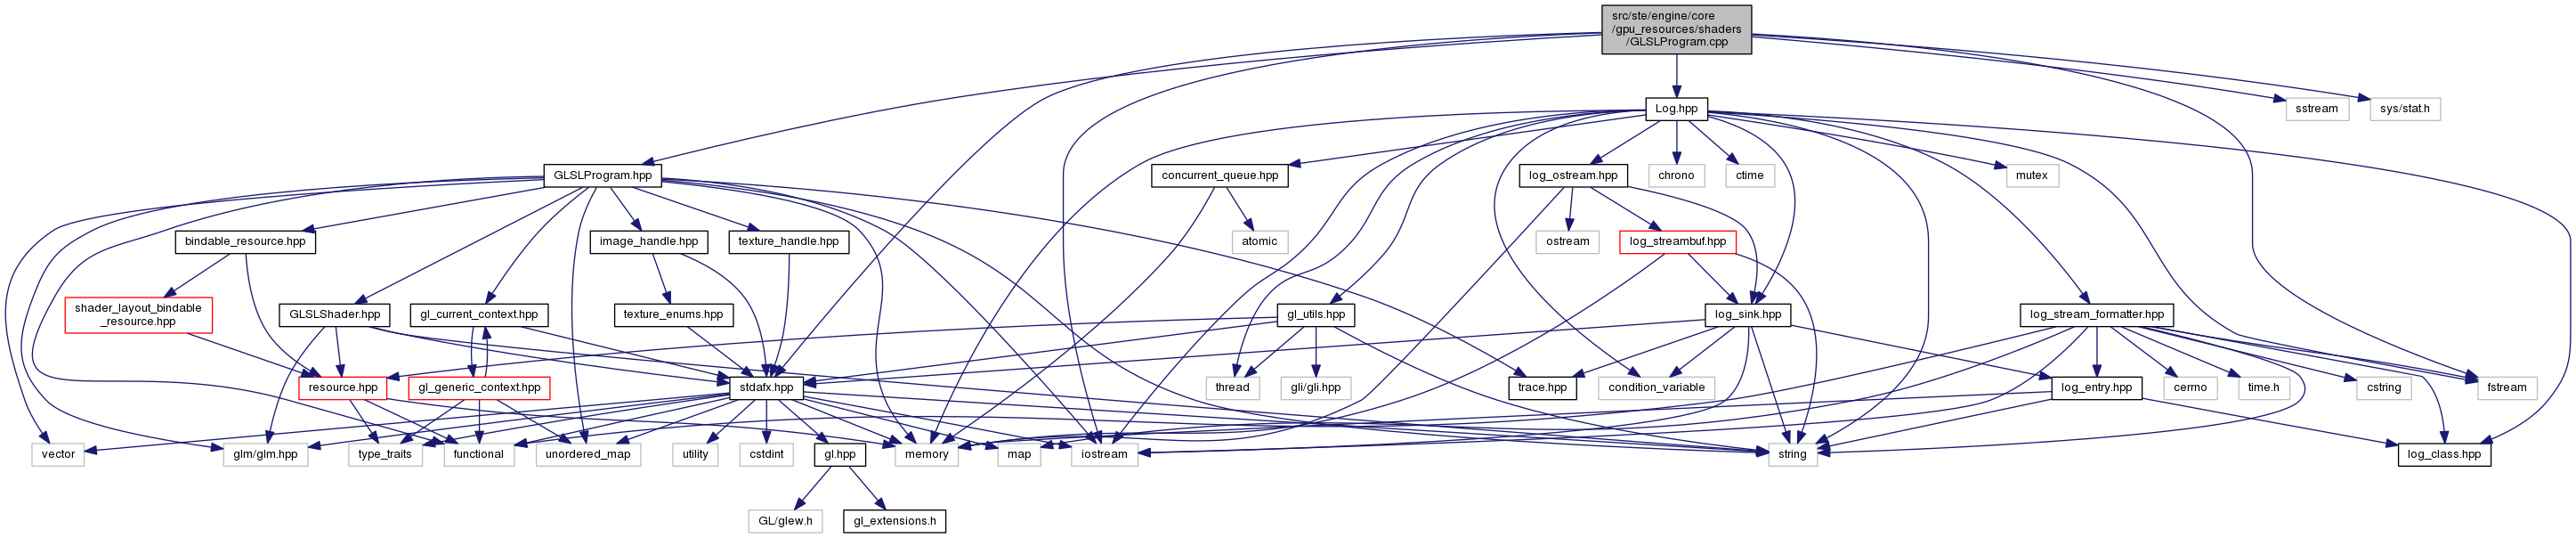 src/ste/engine/core
/gpu_resources/shaders
/GLSLProgram.cpp
Log.hpp
sstream
sys/stat.h
GLSLProgram.hpp
concurrent_queue.hpp
log_ostream.hpp
chrono
ctime
mutex
bindable_resource.hpp
image_handle.hpp
texture_handle.hpp
atomic
ostream
log_streambuf.hpp
shader_layout_bindable
_resource.hpp
GLSLShader.hpp
gl_current_context.hpp
texture_enums.hpp
gl_utils.hpp
log_sink.hpp
log_stream_formatter.hpp
resource.hpp
gl_generic_context.hpp
stdafx.hpp
thread
gli/gli.hpp
trace.hpp
condition_variable
log_entry.hpp
cerrno
time.h
cstring
fstream
vector
glm/glm.hpp
type_traits
functional
unordered_map
utility
cstdint
gl.hpp
memory
map
iostream
string
log_class.hpp
GL/glew.h
gl_extensions.h